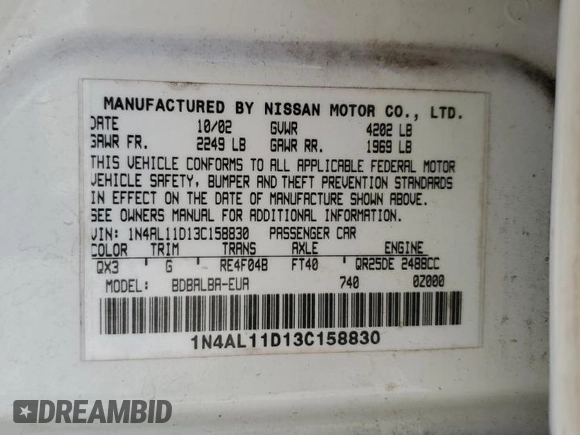 MANUFACTURED BY NISSAN MOTOR CO., LTD.
DATE 10/02 GVWR 4202 LB
GAWR FR. 2249 LB GAWR RR. 1969 LB
THIS VEHICLE CONFORMS TO ALL APPLICABLE FEDERAL MOTOR
VEHICLE SAFETY, BUMPER AND THEFT PREVENTION STANDARDS
IN EFFECT ON THE DATE OF MANUFACTURE SHOWN ABOVE.
SEE OWNERS MANUAL FOR ADDITIONAL INFORMATION.
VIN: 1N4AL11D13C158830 PASSENGER CAR
COLOR TRIM TRANS AXLE ENGINE
QX3 G RE4F04B FT40 QR25DE 2488CC
MODEL: BDBALBA-EUA 740 0Z000
1N4AL11D13C158830
DREAMBID